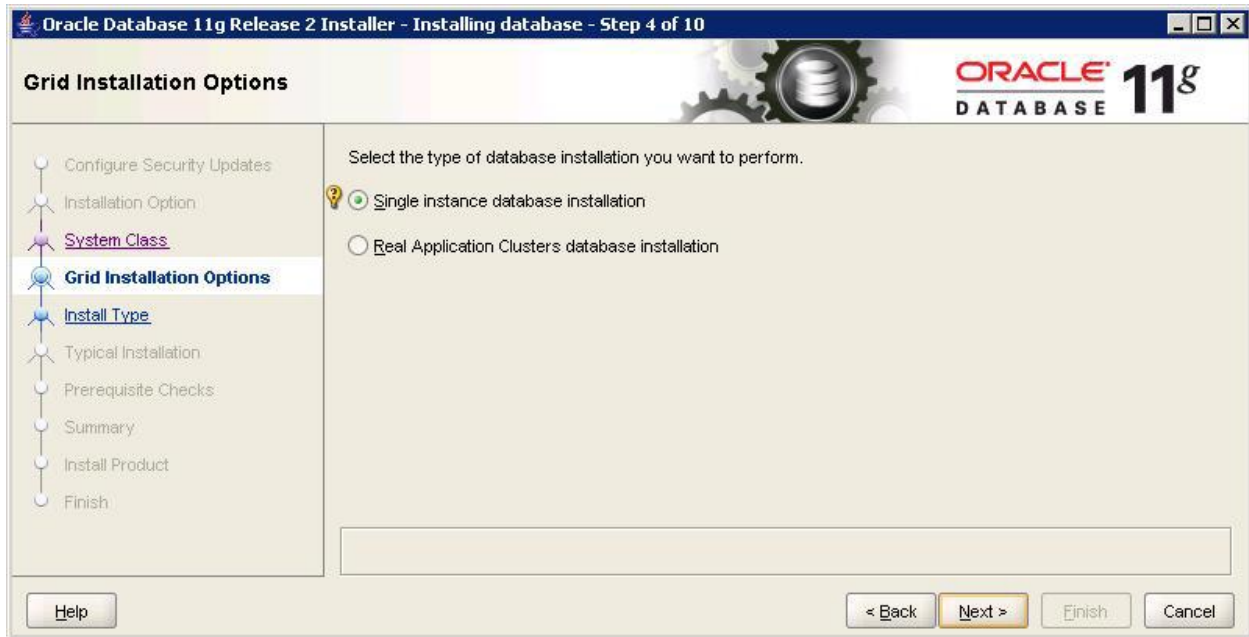 Oracle Database 11g Release 2 Installer - Installing database - Step 4 of 10
Grid Installation Options
ORACLE DATABASE 11g
Configure Security Updates
Installation Option
System Class
Grid Installation Options
Install Type
Typical Installation
Prerequisite Checks
Summary
Install Product
Finish
Select the type of database installation you want to perform.
Single instance database installation
Real Application Clusters database installation
Help
< Back
Next >
Finish
Cancel